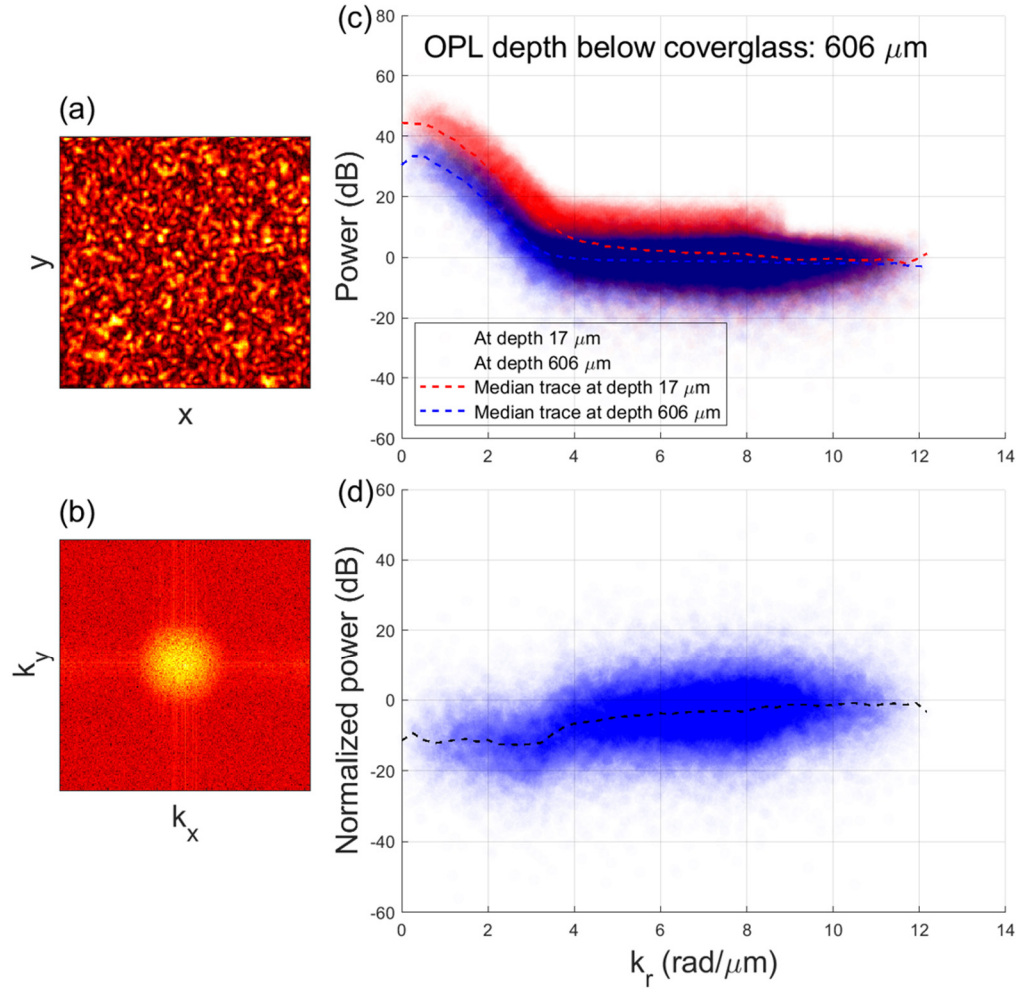 (a)
y
x
(b)
k_y
k_x
(c)
OPL depth below coverglass: 606 μm
Power (dB)
80
60
40
20
0
-20
-40
-60
At depth 17 μm
At depth 606 μm
Median trace at depth 17 μm
Median trace at depth 606 μm
0 2 4 6 8 10 12 14
(d)
Normalized power (dB)
60
40
20
0
-20
-40
-60
0 2 4 6 8 10 12 14
k_r (rad/μm)